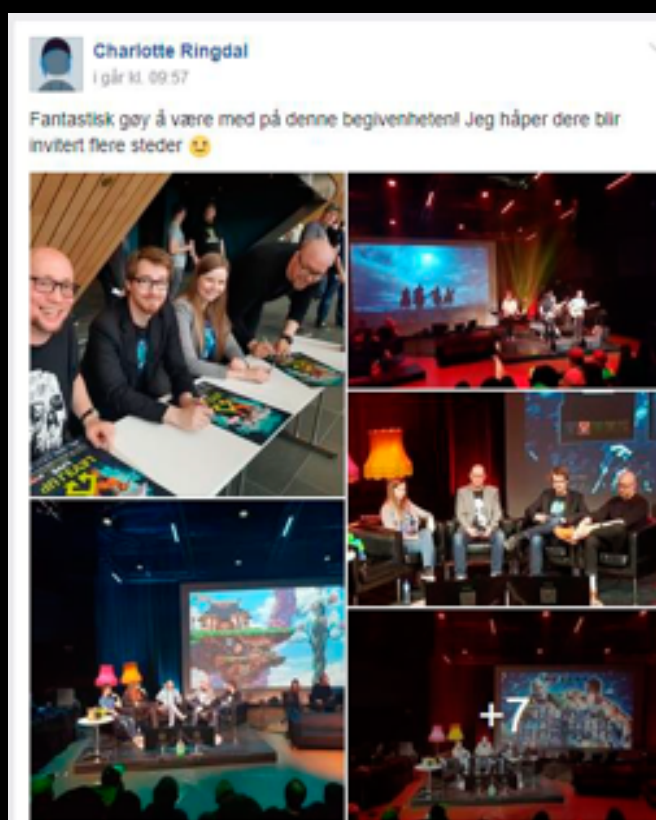 Charlotte Ringdal
i går kl. 09:57
Fantastisk gøy å være med på denne begivenheten! Jeg håper dere blir
invitert flere steder
+7